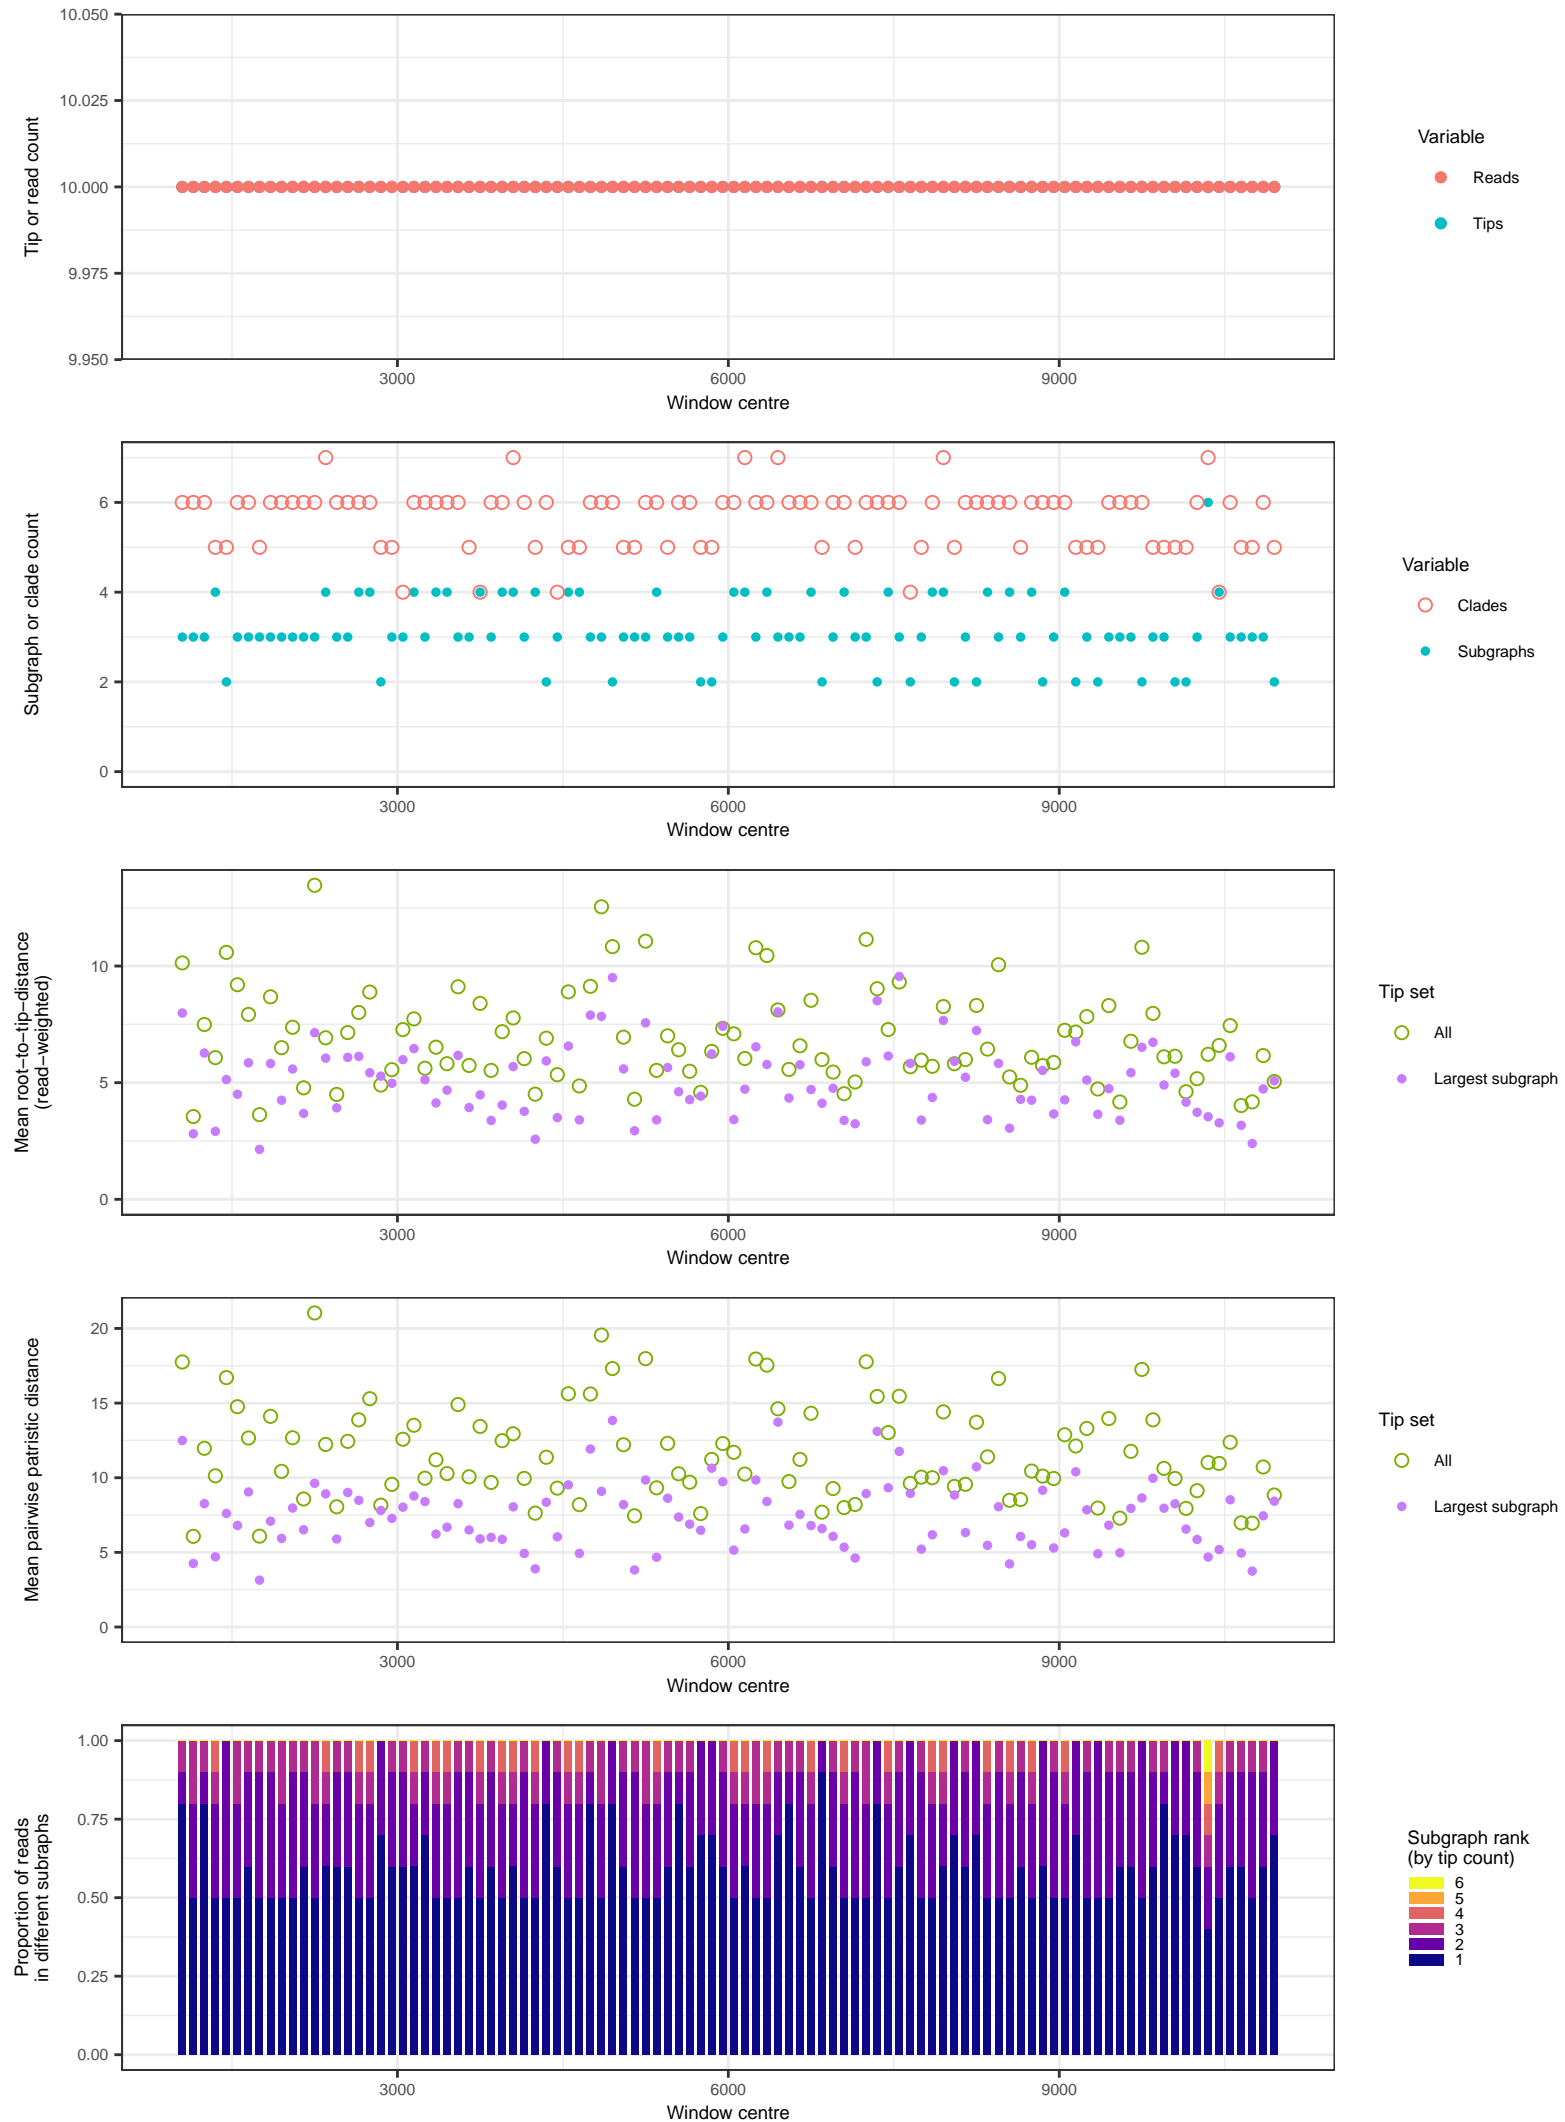 10.050
10.025
10.000
9.975
9.950
Tip or read count
3000
6000
9000
Window centre
Variable
Reads
Tips
6
4
2
0
Subgraph or clade count
3000
6000
9000
Window centre
Variable
Clades
Subgraphs
10
5
0
Mean root−to−tip−distance
(read−weighted)
3000
6000
9000
Window centre
Tip set
All
Largest subgraph
20
15
10
5
0
Mean pairwise patristic distance
3000
6000
9000
Window centre
Tip set
All
Largest subgraph
1.00
0.75
0.50
0.25
0.00
Proportion of reads
in different subraphs
3000
6000
9000
Window centre
Subgraph rank
(by tip count)
6
5
4
3
2
1